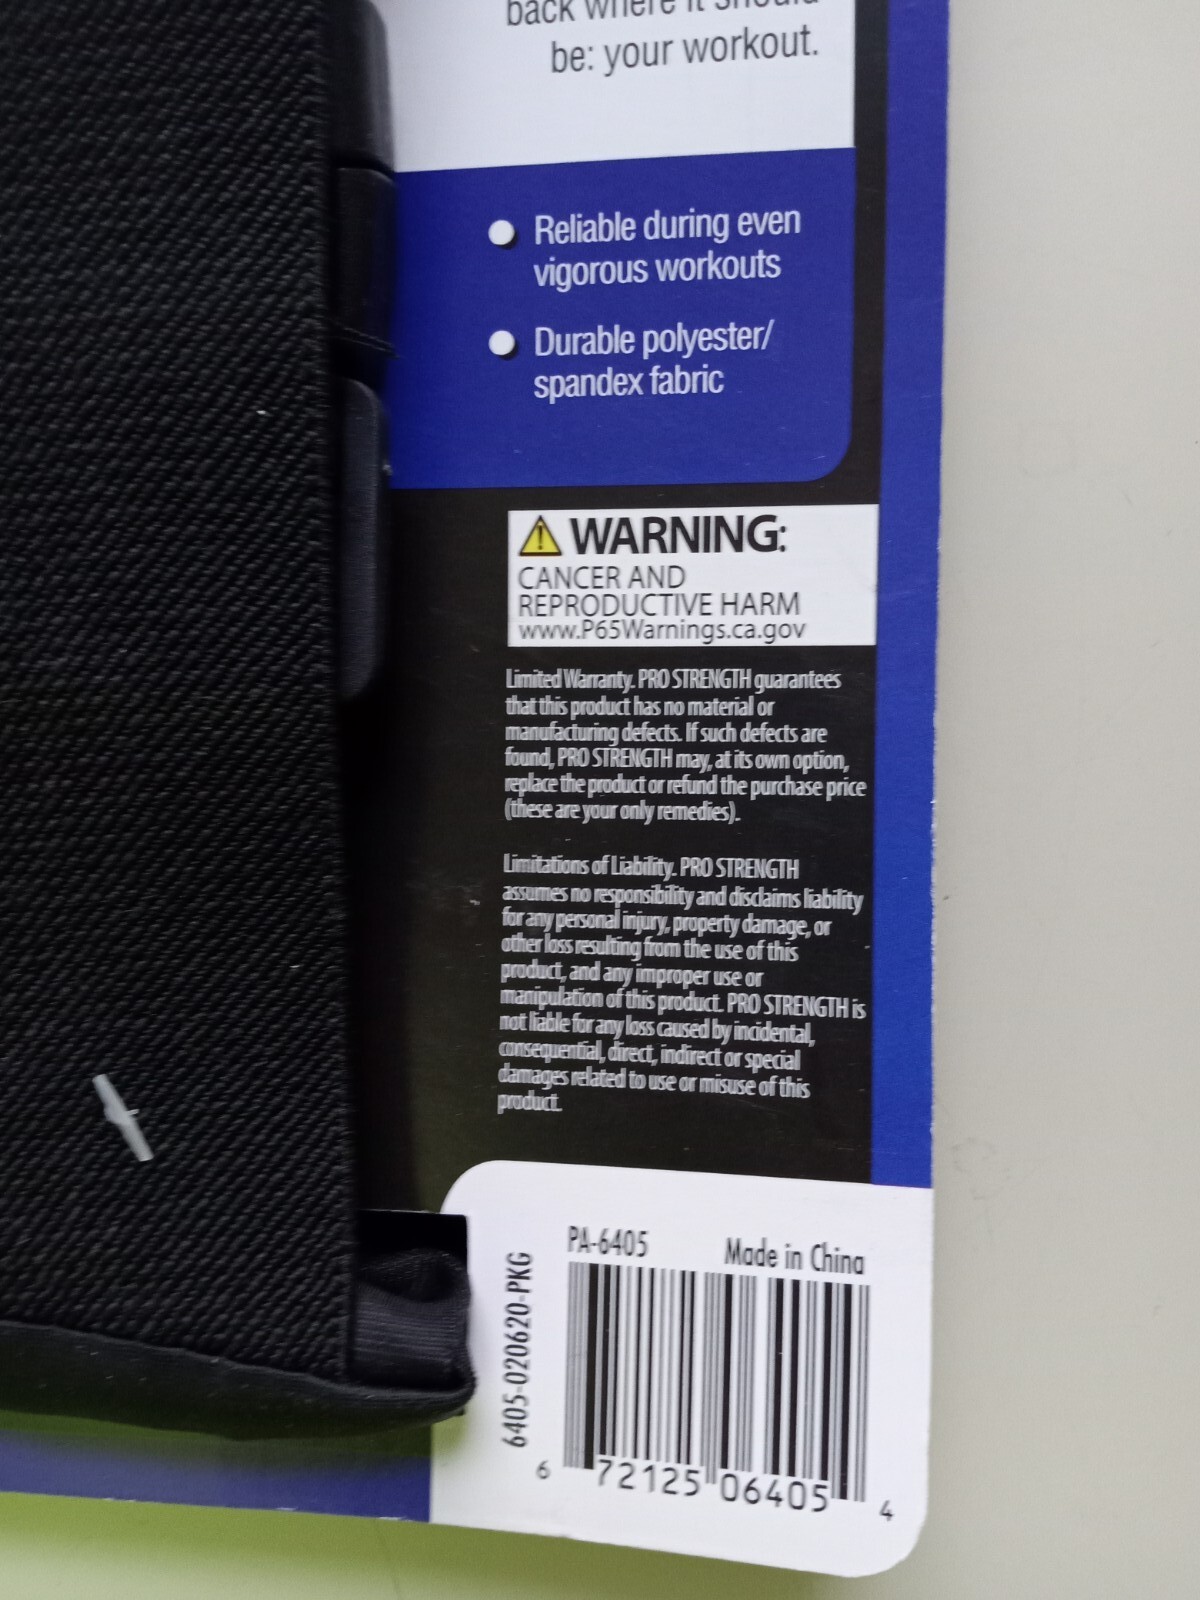 back where it should
be: your workout.
Reliable during even
vigorous workouts
Durable polyester/
spandex fabric
WARNING:
CANCER AND
REPRODUCTIVE HARM
www.P65Warnings.ca.gov
Limited Warranty. PRO STRENGTH guarantees
that this product has no material or
manufacturing defects. If such defects are
found, PRO STRENGTH may, at its own option,
replace the product or refund the purchase price
(these are your only remedies).
Limitations of Liability. PRO STRENGTH
assumes no responsibility and disclaims liability
for any personal injury, property damage, or
other loss resulting from the use of this
product, and any improper use or
manipulation of this product. PRO STRENGTH is
not liable for any loss caused by incidental,
consequential, direct, indirect or special
damages related to use or misuse of this
product.
PA-6405 Made in China
6405-020620-PKG
6 72125 06405 4